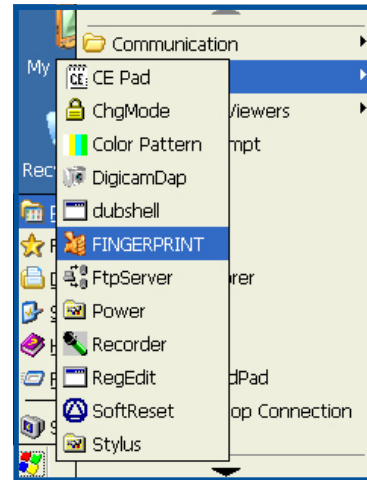 Communication
My
CE Pad
ChgMode
Viewers
Color Pattern
mpt
Rec
DigicamDap
dubshell
FINGERPRINT
FtpServer
rer
Power
Recorder
RegEdit
dPad
SoftReset
op Connection
Stylus